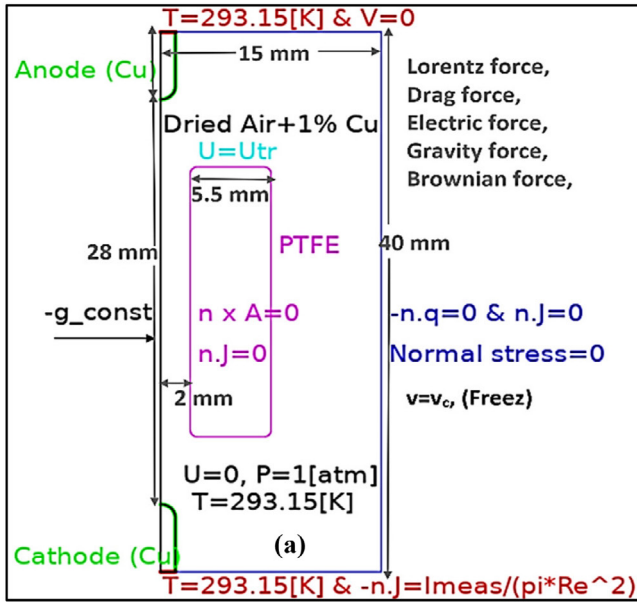 T=293.15[K] & V=0
15 mm
Anode (Cu)
Lorentz force,
Drag force,
Electric force,
Gravity force,
Brownian force,
Dried Air+1% Cu
U=Utr
5.5 mm
PTFE
28 mm
40 mm
-g_const
n x A=0
n.J=0
-n.q=0 & n.J=0
Normal stress=0
2 mm
v=vc, (Freez)
U=0, P=1[atm]
T=293.15[K]
(a)
Cathode (Cu)
T=293.15[K] & -n.J=Imeas/(pi*Re^2)